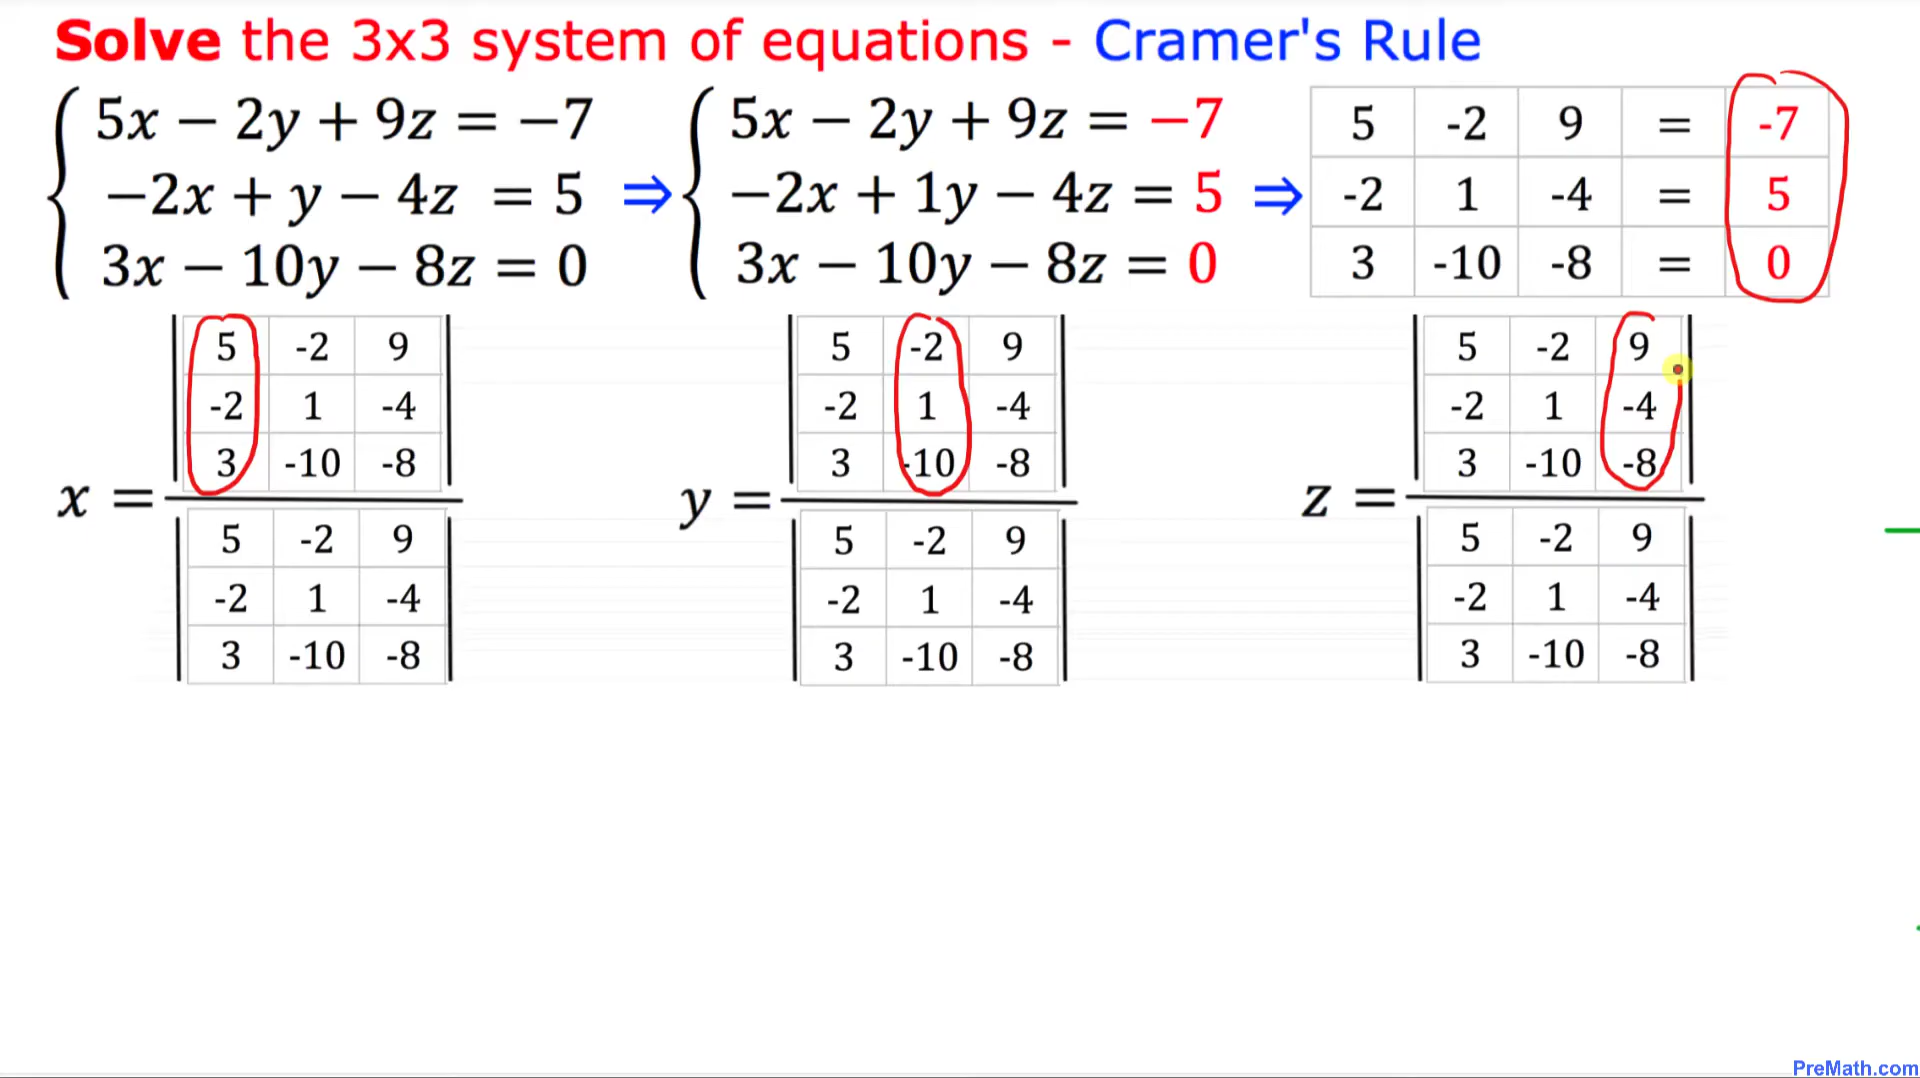 Solve the 3x3 system of equations - Cramer's Rule
5x − 2y + 9z = −7
−2x + y − 4z = 5
3x − 10y − 8z = 0
⇒
5x − 2y + 9z = −7
−2x + 1y − 4z = 5
3x − 10y − 8z = 0
⇒
5 -2 9 = -7
-2 1 -4 = 5
3 -10 -8 = 0
x =
5 -2 9
-2 1 -4
3 -10 -8
5 -2 9
-2 1 -4
3 -10 -8
y =
5 -2 9
-2 1 -4
3 -10 -8
5 -2 9
-2 1 -4
3 -10 -8
z =
5 -2 9
-2 1 -4
3 -10 -8
5 -2 9
-2 1 -4
3 -10 -8
PreMath.com